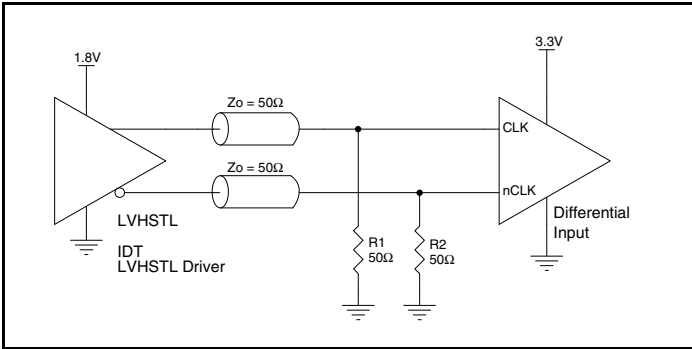 1.8V
3.3V
Zo = 50Ω
CLK
Zo = 50Ω
nCLK
LVHSTL
IDT
LVHSTL Driver
R1
50Ω
R2
50Ω
Differential
Input